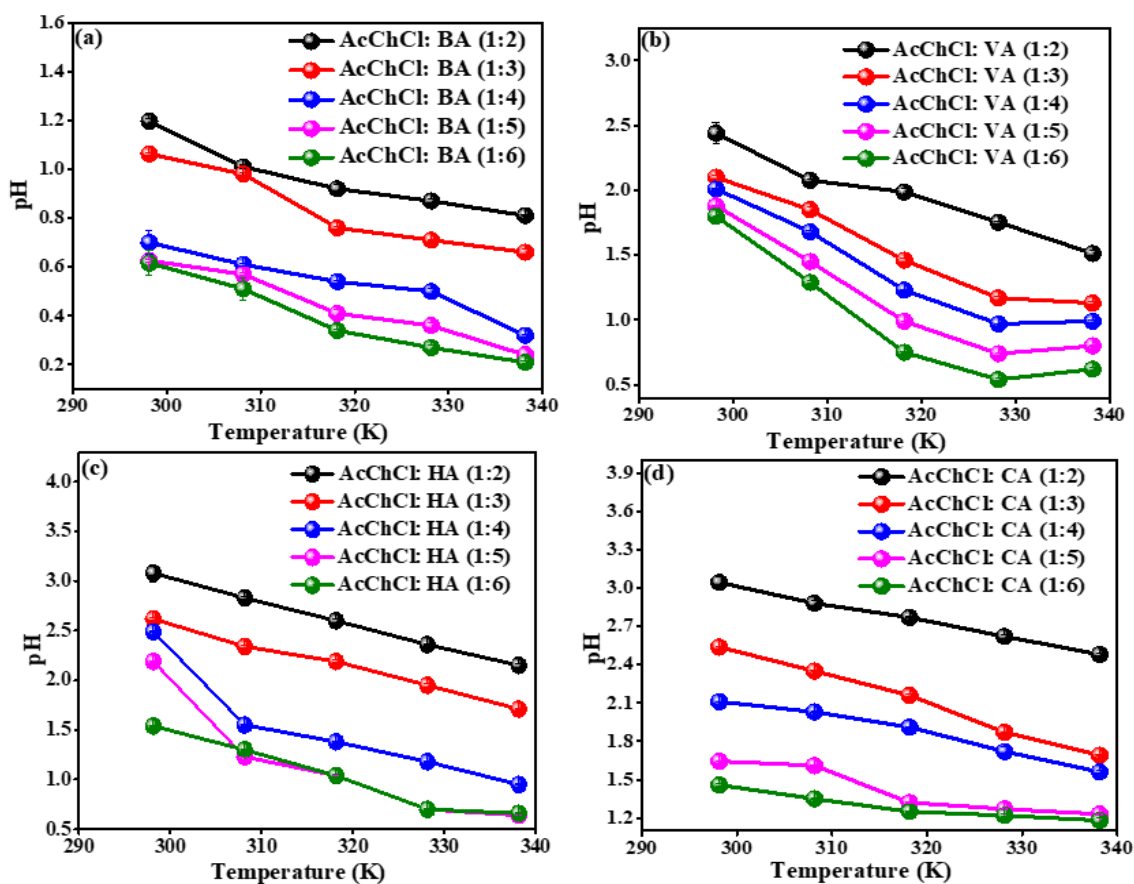 (a)
AcChCl: BA (1:2)
AcChCl: BA (1:3)
AcChCl: BA (1:4)
AcChCl: BA (1:5)
AcChCl: BA (1:6)
1.6
1.4
1.2
1.0
0.8
0.6
0.4
0.2
pH
290 300 310 320 330 340
Temperature (K)
(b)
AcChCl: VA (1:2)
AcChCl: VA (1:3)
AcChCl: VA (1:4)
AcChCl: VA (1:5)
AcChCl: VA (1:6)
3.0
2.5
2.0
1.5
1.0
0.5
pH
290 300 310 320 330 340
Temperature (K)
(c)
AcChCl: HA (1:2)
AcChCl: HA (1:3)
AcChCl: HA (1:4)
AcChCl: HA (1:5)
AcChCl: HA (1:6)
4.0
3.5
3.0
2.5
2.0
1.5
1.0
0.5
pH
290 300 310 320 330 340
Temperature (K)
(d)
AcChCl: CA (1:2)
AcChCl: CA (1:3)
AcChCl: CA (1:4)
AcChCl: CA (1:5)
AcChCl: CA (1:6)
3.9
3.6
3.3
3.0
2.7
2.4
2.1
1.8
1.5
1.2
pH
290 300 310 320 330 340
Temperature (K)